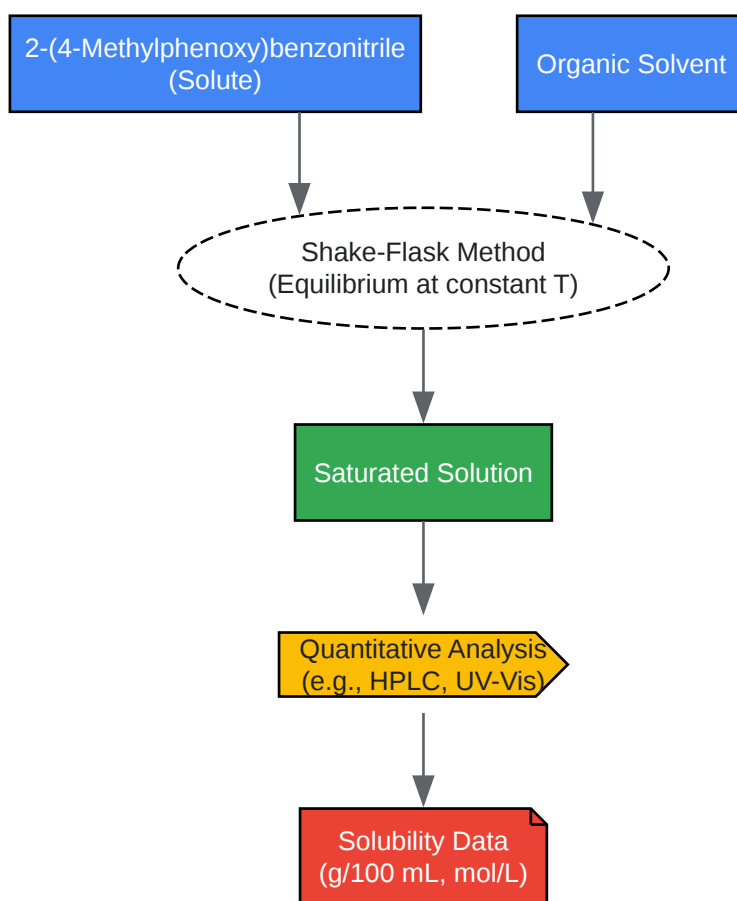 2-(4-Methylphenoxy)benzonitrile
(Solute)
Organic Solvent
Shake-Flask Method
(Equilibrium at constant T)
Saturated Solution
Quantitative Analysis
(e.g., HPLC, UV-Vis)
Solubility Data
(g/100 mL, mol/L)